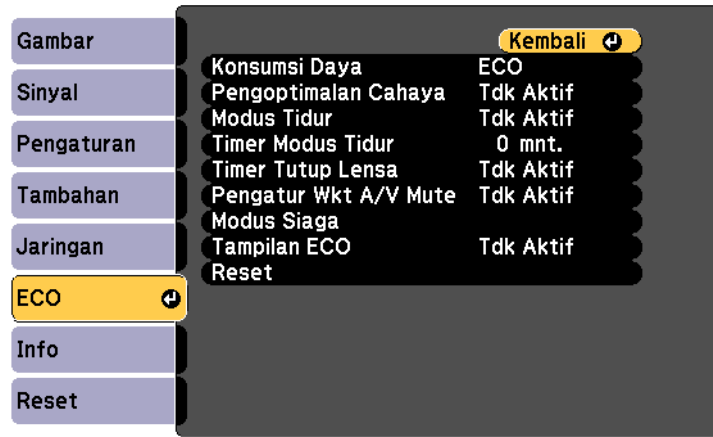 Gambar
Sinyal
Pengaturan
Tambahan
Jaringan
ECO
Info
Reset
Kembali
Konsumsi Daya ECO
Pengoptimalan Cahaya Tdk Aktif
Modus Tidur Tdk Aktif
Timer Modus Tidur 0 mnt.
Timer Tutup Lensa Tdk Aktif
Pengatur Wkt A/V Mute Tdk Aktif
Modus Siaga
Tampilan ECO Tdk Aktif
Reset